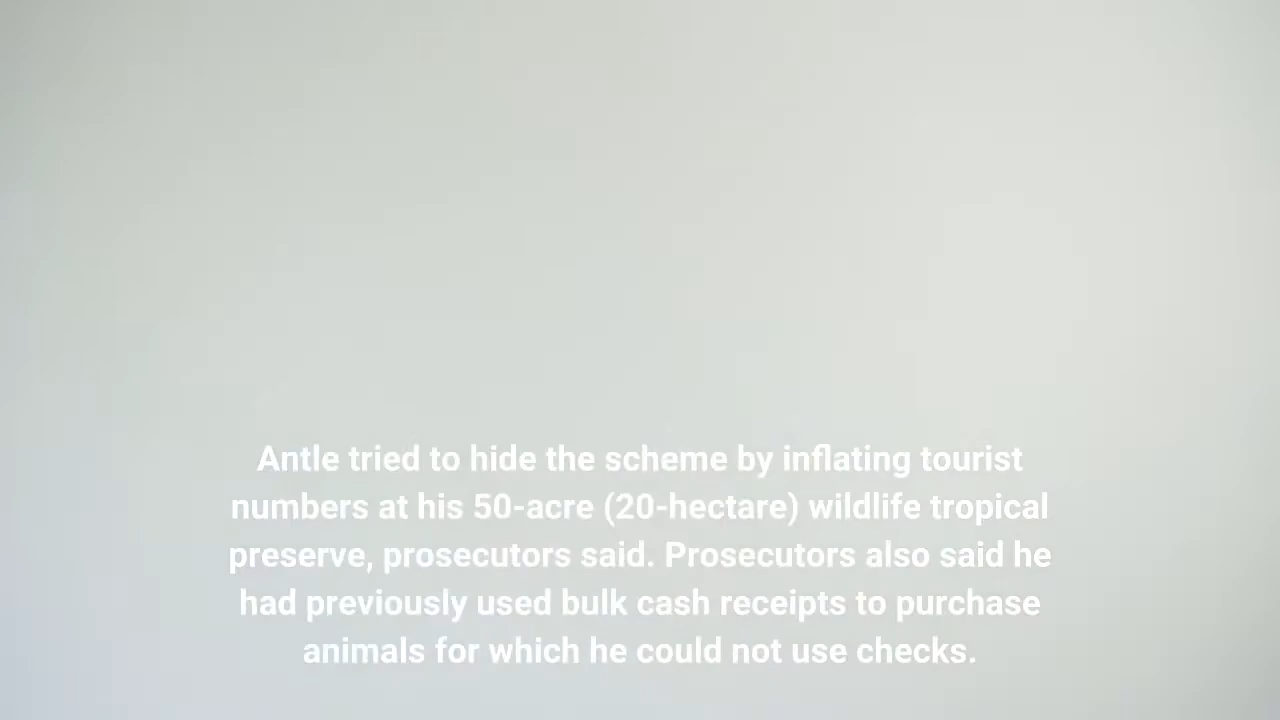 Antle tried to hide the scheme by inflating tourist
numbers at his 50-acre (20-hectare) wildlife tropical
preserve, prosecutors said. Prosecutors also said he
had previously used bulk cash receipts to purchase
animals for which he could not use checks.